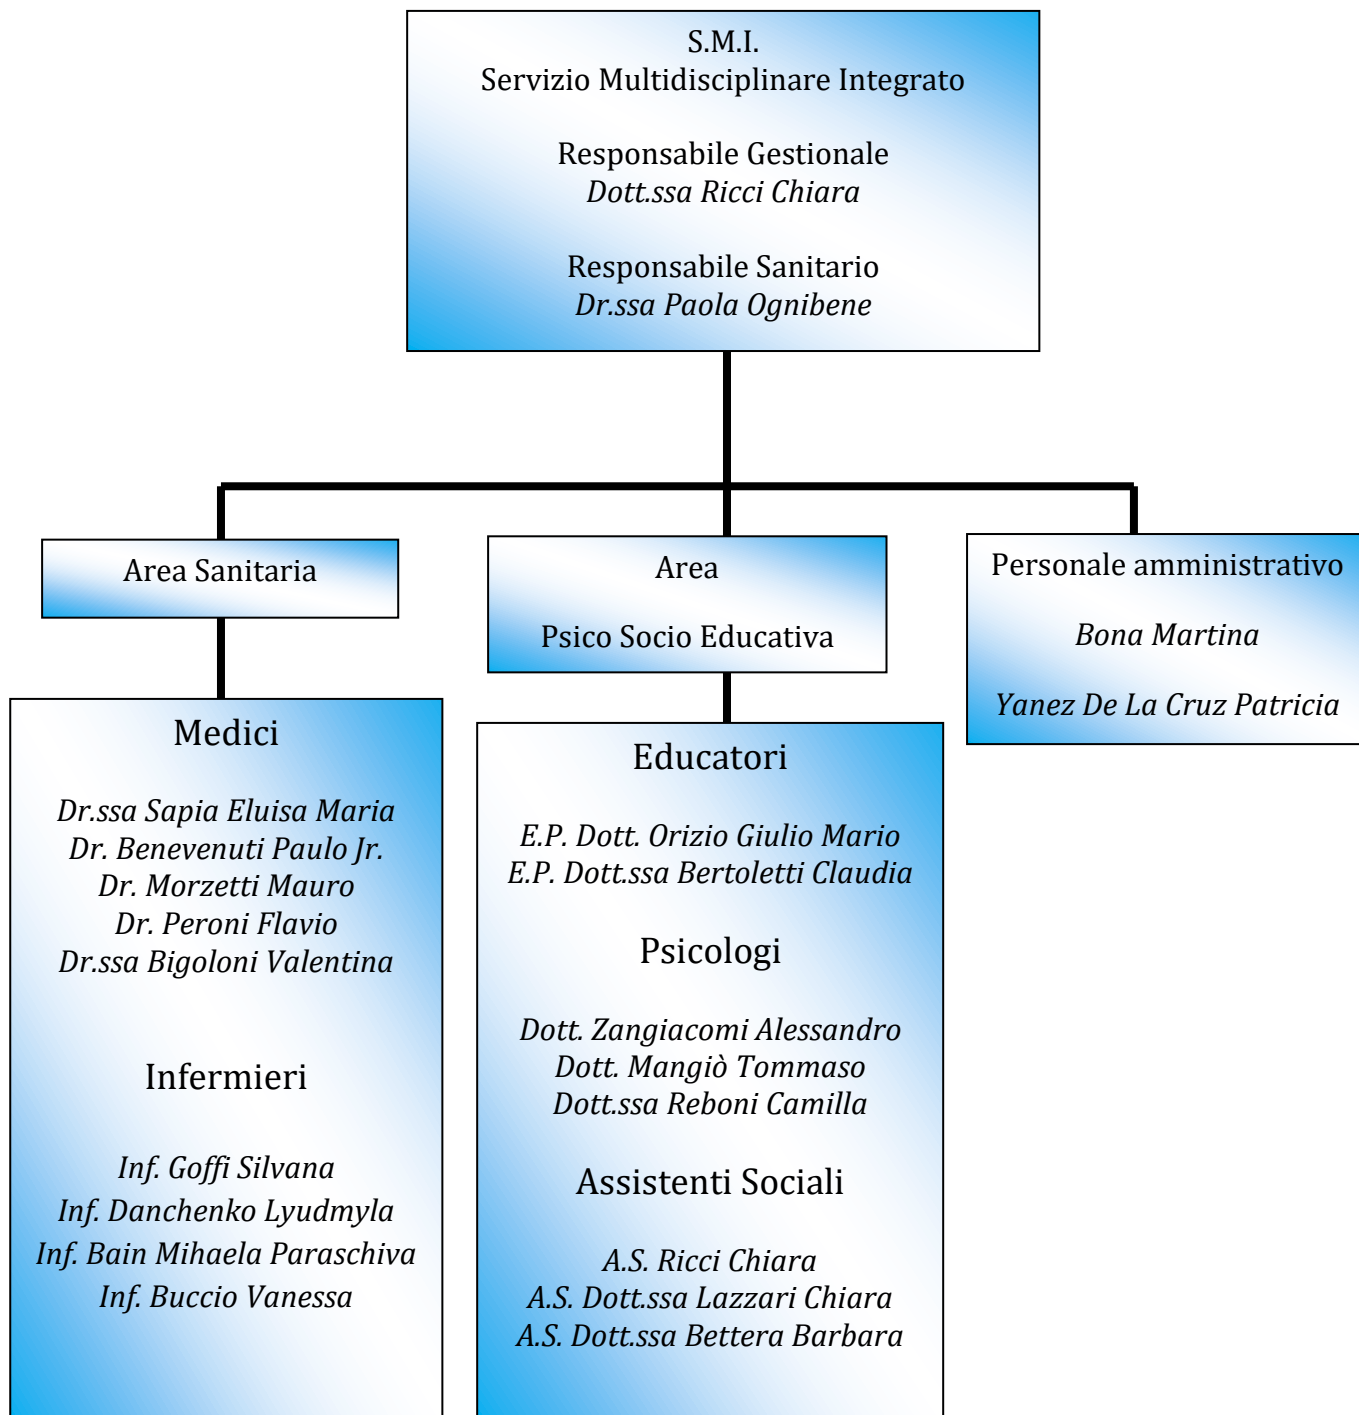 S.M.I.
Servizio Multidisciplinare Integrato
Responsabile Gestionale
Dott.ssa Ricci Chiara
Responsabile Sanitario
Dr.ssa Paola Ognibene
Area Sanitaria
Medici
Dr.ssa Sapia Eluisa Maria
Dr. Benevenuti Paulo Jr.
Dr. Morzetti Mauro
Dr. Peroni Flavio
Dr.ssa Bigoloni Valentina
Infermieri
Inf. Goffi Silvana
Inf. Danchenko Lyudmyla
Inf. Bain Mihaela Paraschiva
Inf. Buccio Vanessa
Area
Psico Socio Educativa
Educatori
E.P. Dott. Orizio Giulio Mario
E.P. Dott.ssa Bertoletti Claudia
Psicologi
Dott. Zangiacomi Alessandro
Dott. Mangiò Tommaso
Dott.ssa Reboni Camilla
Assistenti Sociali
A.S. Ricci Chiara
A.S. Dott.ssa Lazzari Chiara
A.S. Dott.ssa Bettera Barbara
Personale amministrativo
Bona Martina
Yanez De La Cruz Patricia